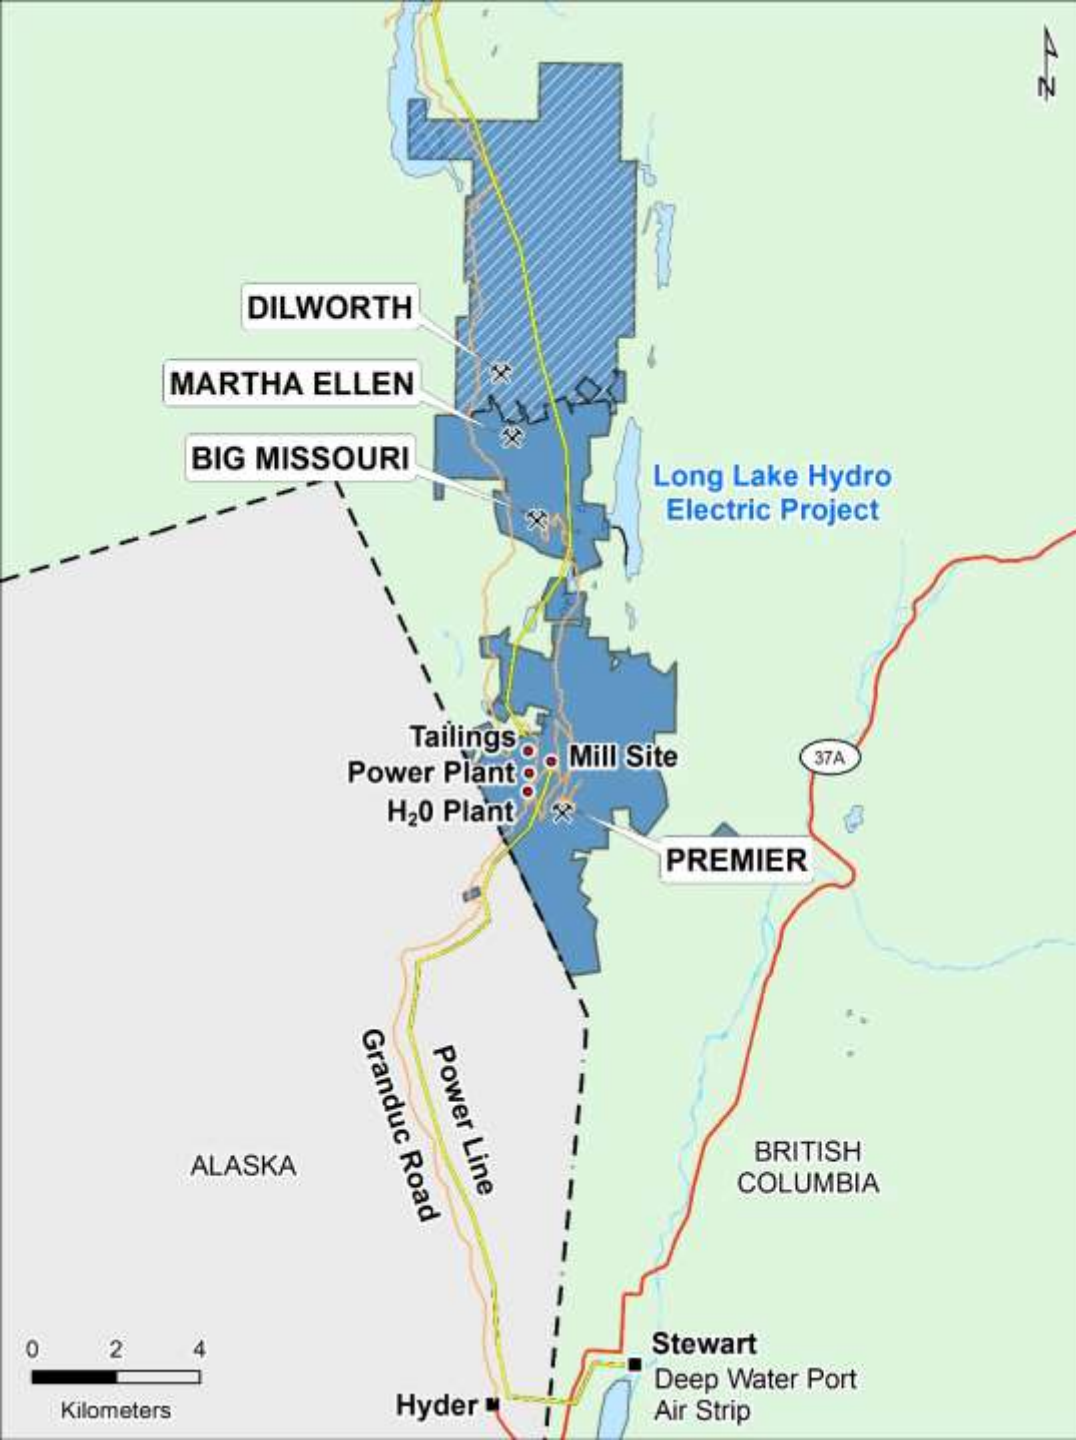 N
DILWORTH
MARTHA ELLEN
BIG MISSOURI
Long Lake Hydro
Electric Project
Tailings
Mill Site
Power Plant
H₂0 Plant
37A
PREMIER
Granduc Road
Power Line
ALASKA
BRITISH
COLUMBIA
0 2 4
Kilometers
Stewart
Deep Water Port
Air Strip
Hyder